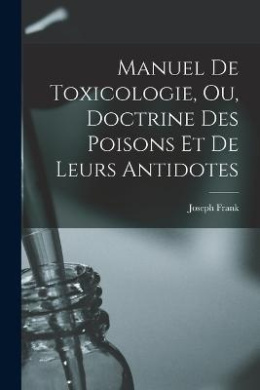 Manuel De
Toxicologie, Ou,
Doctrine Des
Poisons Et De
Leurs Antidotes
Joseph Frank